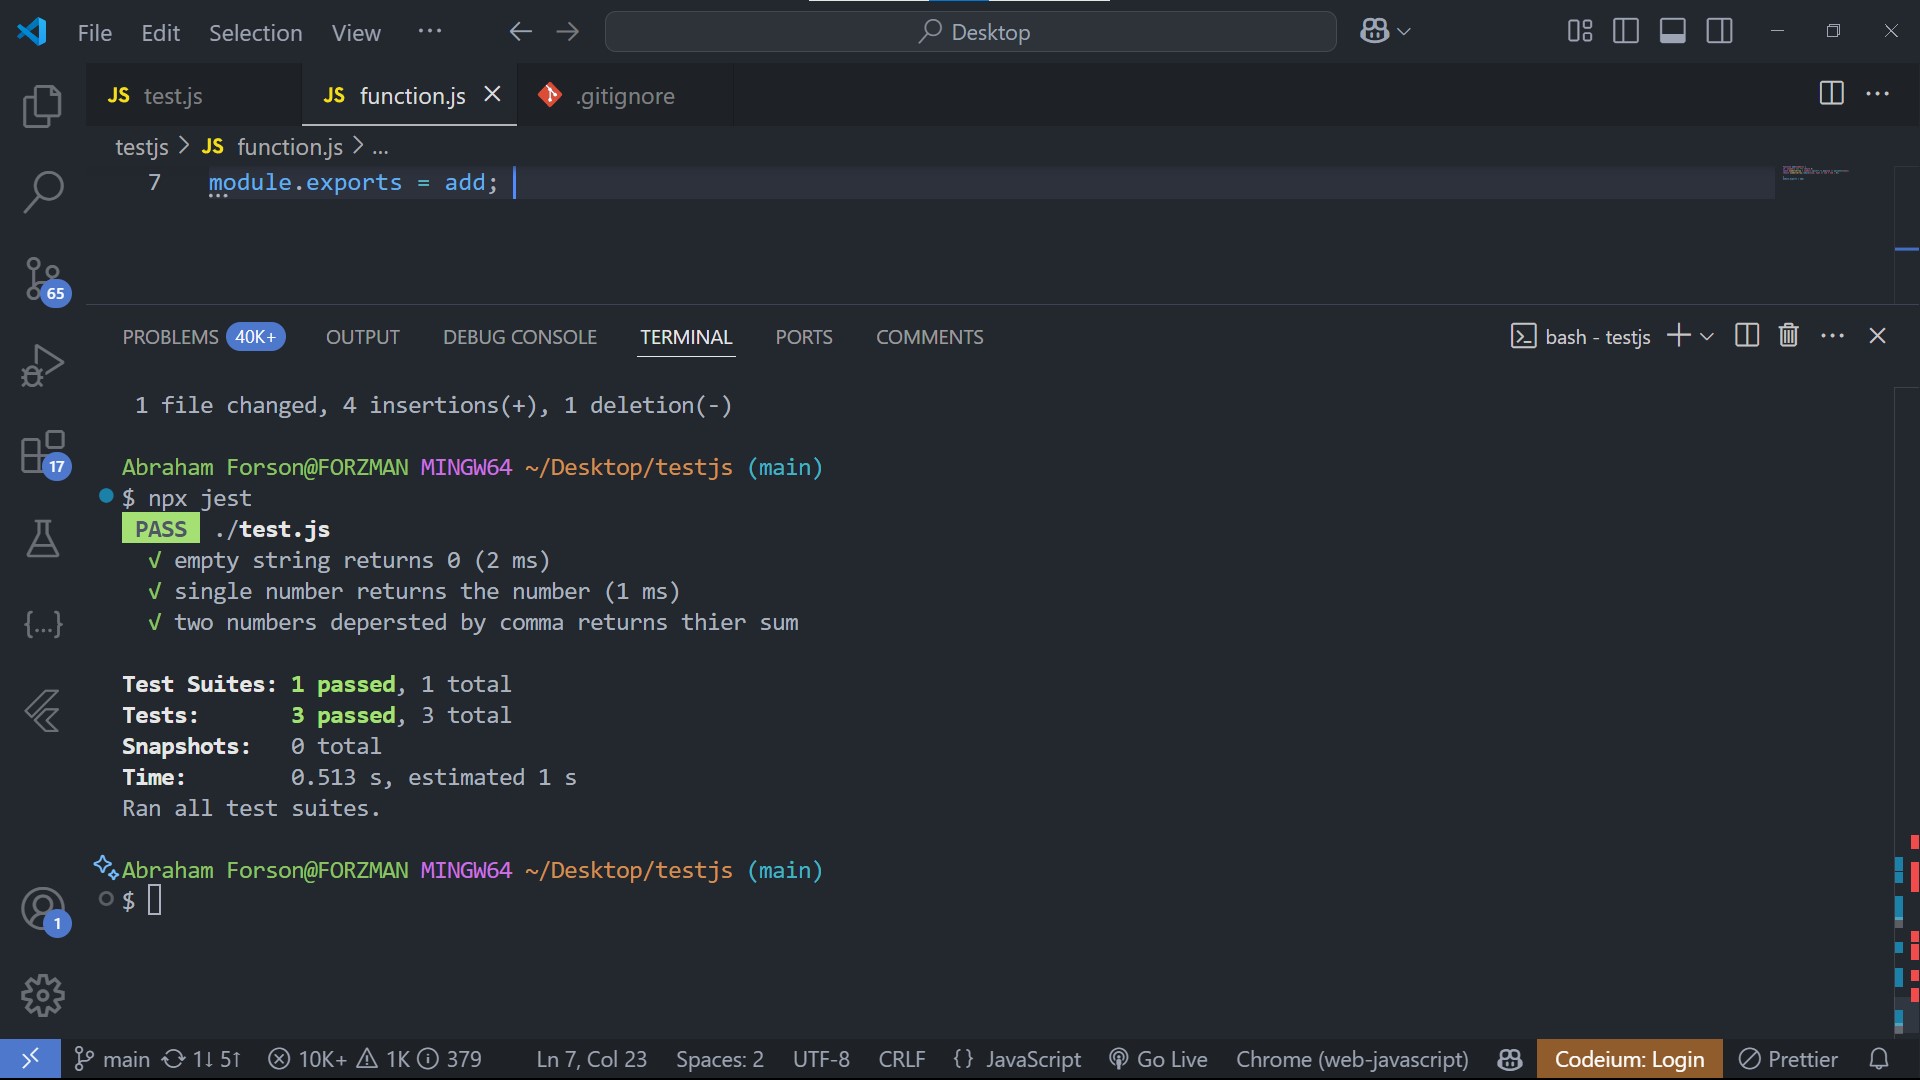 File Edit Selection View ··· Desktop
JS test.js JS function.js .gitignore
testjs > JS function.js > ...
7 module.exports = add;
65
PROBLEMS 40K+ OUTPUT DEBUG CONSOLE TERMINAL PORTS COMMENTS bash - testjs
1 file changed, 4 insertions(+), 1 deletion(-)
Abraham Forson@FORZMAN MINGW64 ~/Desktop/testjs (main)
17
$ npx jest
PASS ./test.js
√ empty string returns 0 (2 ms)
√ single number returns the number (1 ms)
√ two numbers depersted by comma returns thier sum
Test Suites: 1 passed, 1 total
Tests: 3 passed, 3 total
Snapshots: 0 total
Time: 0.513 s, estimated 1 s
Ran all test suites.
Abraham Forson@FORZMAN MINGW64 ~/Desktop/testjs (main)
$
1
main 1↓ 5↑ 10K+ 1K 379 Ln 7, Col 23 Spaces: 2 UTF-8 CRLF {} JavaScript Go Live Chrome (web-javascript) Codeium: Login Prettier